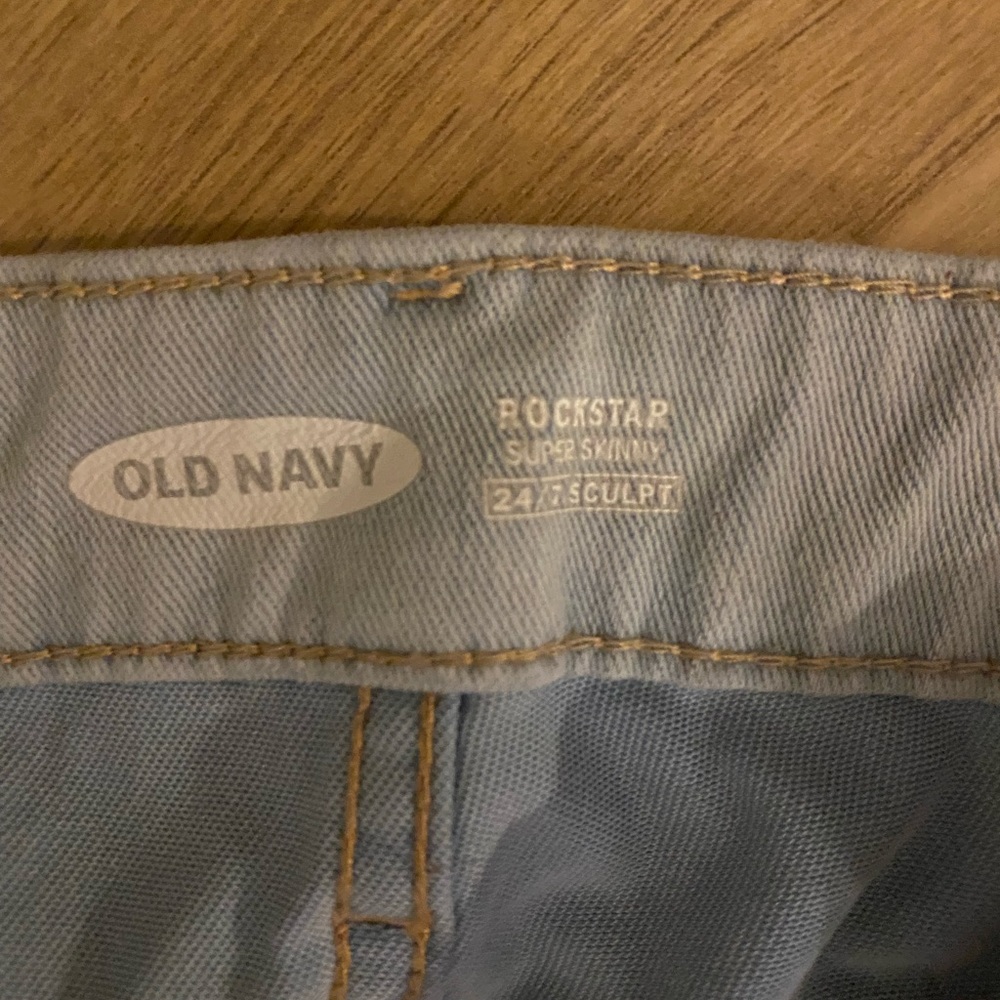 OLD NAVY
ROCKSTAR
SUPER SKINNY
24/7 SCULPT